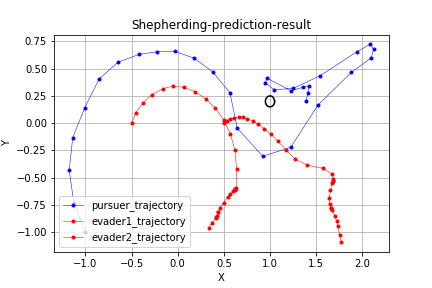 Shepherding-prediction-result
0.75
0.50
0.25
0.00
−0.25
−0.50
−0.75
−1.00
Y
pursuer_trajectory
evader1_trajectory
evader2_trajectory
−1.0 −0.5 0.0 0.5 1.0 1.5 2.0
X